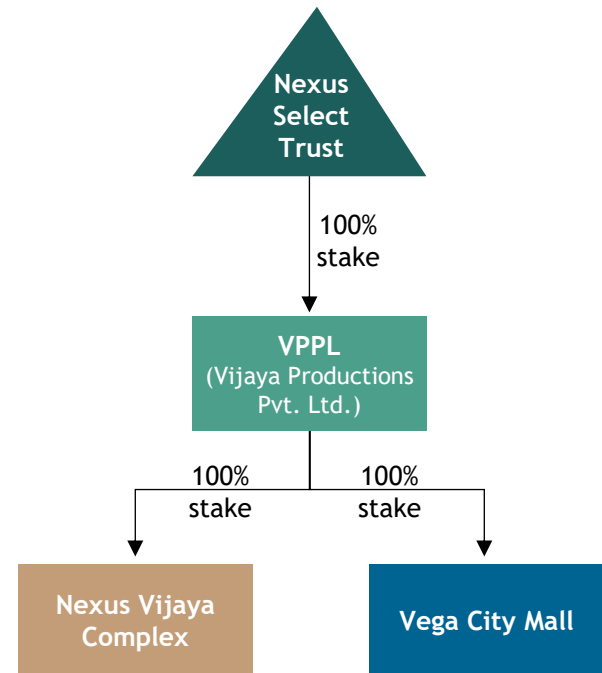 Nexus
Select
Trust
100%
stake
VPPL
(Vijaya Productions
Pvt. Ltd.)
100%
stake
100%
stake
Nexus Vijaya
Complex
Vega City Mall